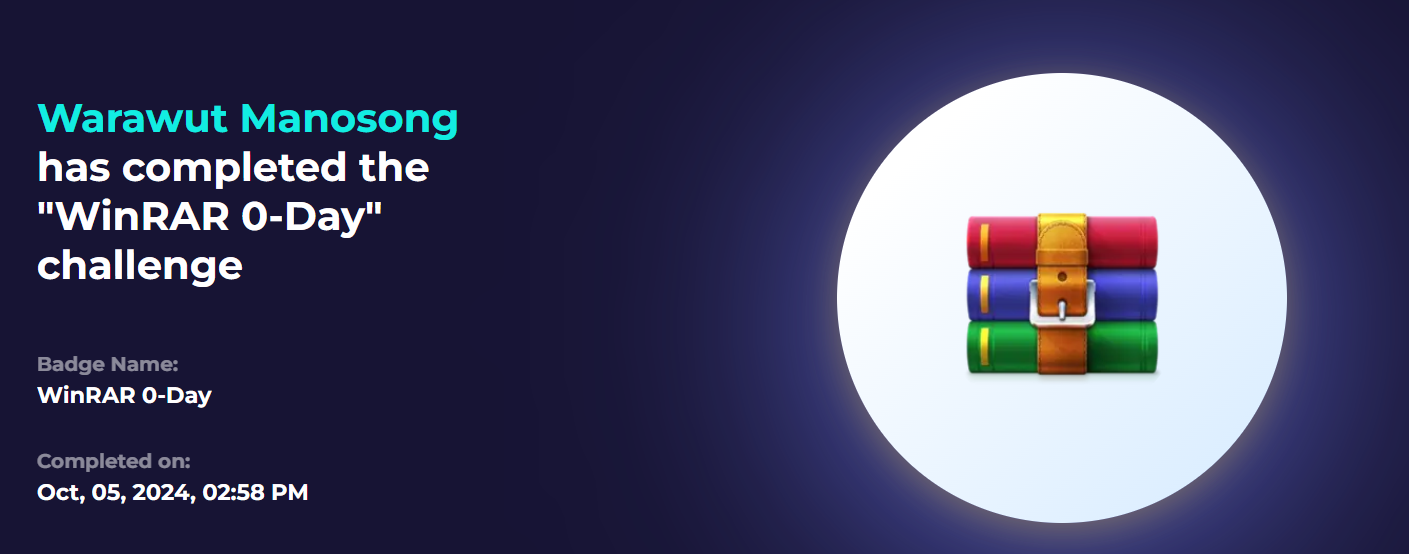 Warawut Manosong
has completed the
"WinRAR 0-Day"
challenge
Badge Name:
WinRAR 0-Day
Completed on:
Oct, 05, 2024, 02:58 PM